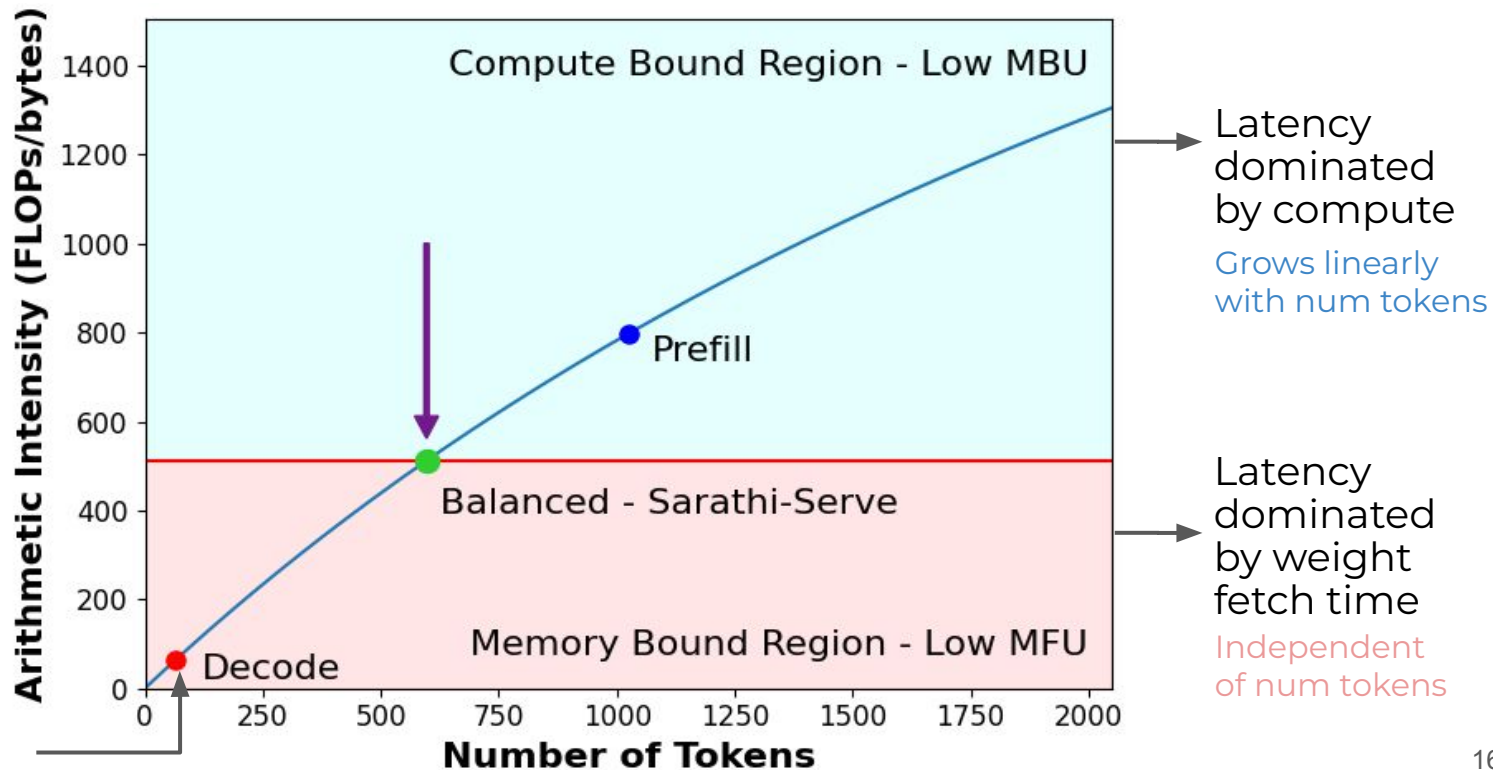 Arithmetic Intensity (FLOPs/bytes)
1400
1200
1000
800
600
400
200
0
Compute Bound Region - Low MBU
Prefill
Balanced - Sarathi-Serve
Memory Bound Region - Low MFU
Decode
0 250 500 750 1000 1250 1500 1750 2000
Number of Tokens
Latency
dominated
by compute
Grows linearly
with num tokens
Latency
dominated
by weight
fetch time
Independent
of num tokens
16